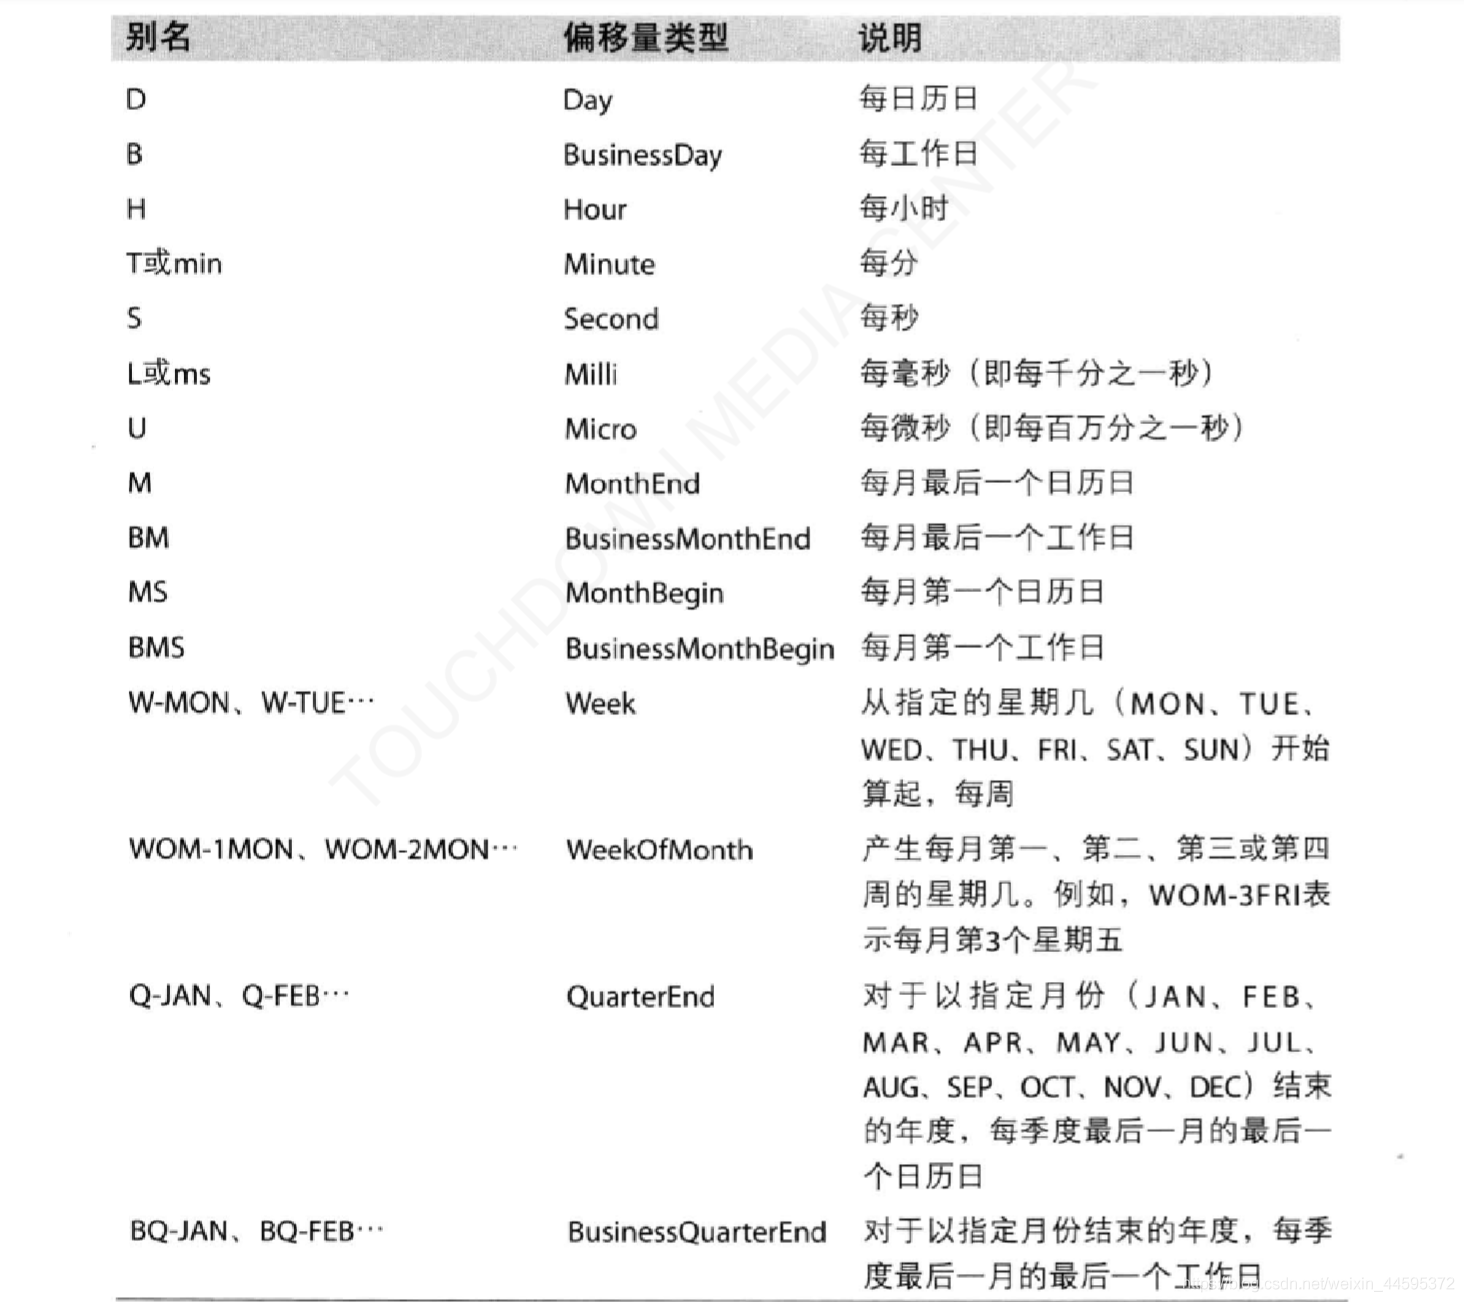 别名 偏移量类型 说明
D Day 每日历日
B BusinessDay 每工作日
H Hour 每小时
T或min Minute 每分
S Second 每秒
L或ms Milli 每毫秒（即每千分之一秒）
U Micro 每微秒（即每百万分之一秒）
M MonthEnd 每月最后一个日历日
BM BusinessMonthEnd 每月最后一个工作日
MS MonthBegin 每月第一个日历日
BMS BusinessMonthBegin 每月第一个工作日
W-MON、W-TUE… Week 从指定的星期几（MON、TUE、
WED、THU、FRI、SAT、SUN）开始
算起，每周
WOM-1MON、WOM-2MON… WeekOfMonth 产生每月第一、第二、第三或第四
周的星期几。例如，WOM-3FRI表
示每月第3个星期五
Q-JAN、Q-FEB… QuarterEnd 对于以指定月份（JAN、FEB、
MAR、APR、MAY、JUN、JUL、
AUG、SEP、OCT、NOV、DEC）结束
的年度，每季度最后一月的最后一
个日历日
BQ-JAN、BQ-FEB… BusinessQuarterEnd 对于以指定月份结束的年度，每季
度最后一月的最后一个工作日
TOUCHDOWN MEDIA CENTER
https://blog.csdn.net/weixin_44595372